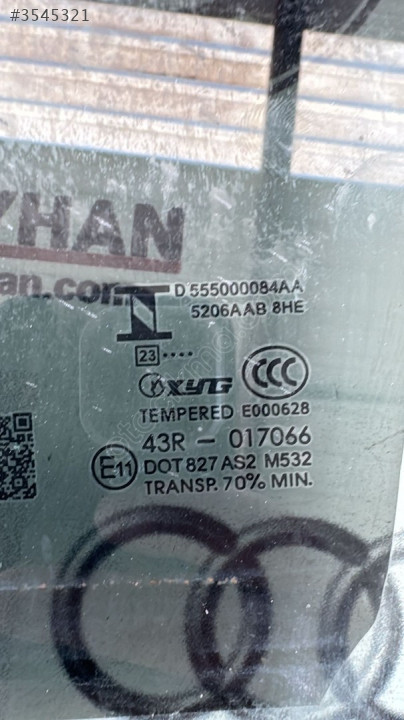 #3545321
YHAN
an.com
D 555000084AA
5206AAB 8HE
23 ••••
XYG
CCC
TEMPERED E000628
43R - 017066
E11
DOT 827 AS2 M532
TRANSP. 70% MIN.